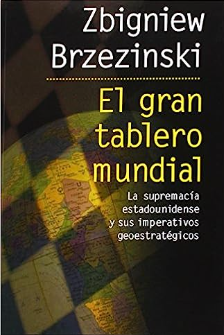 Zbigniew
Brzezinski
El gran
tablero
mundial
La supremacía
estadounidense
y sus imperativos
geoestratégicos